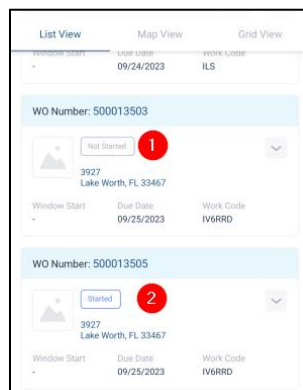 List View Map View Grid View
Window Start Due Date Work Code
- 09/24/2023 ILS
WO Number: 500013503
Not Started 1
3927
Lake Worth, FL 33467
Window Start Due Date Work Code
- 09/25/2023 IV6RRD
WO Number: 500013505
Started 2
3927
Lake Worth, FL 33467
Window Start Due Date Work Code
- 09/25/2023 IV6RRD